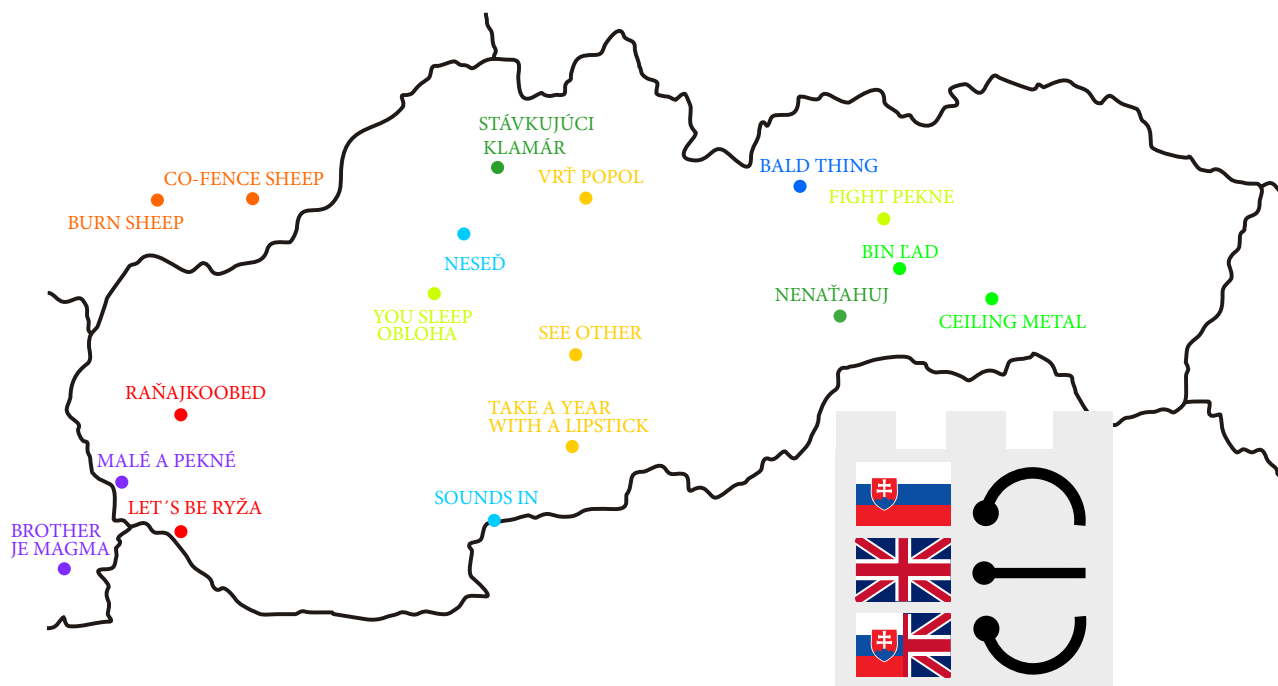 STÁVKUJÚCI
KLAMÁR
CO-FENCE SHEEP
VRŤ POPOL
BALD THING
BURN SHEEP
FIGHT PEKNE
NESEĎ
BIN ĽAD
NENAŤAHUJ
YOU SLEEP
OBLOHA
CEILING METAL
SEE OTHER
RAŇAJKOOBED
TAKE A YEAR
WITH A LIPSTICK
MALÉ A PEKNÉ
LET´S BE RYŽA
SOUNDS IN
BROTHER
JE MAGMA